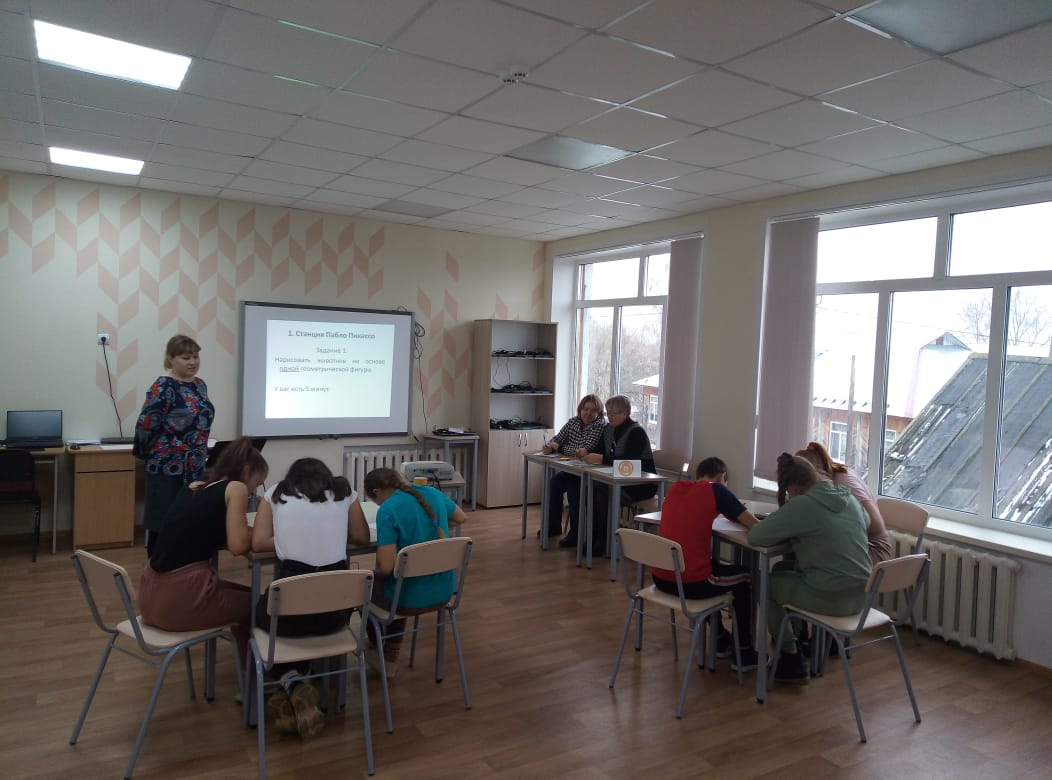 1. Станция Пабло Пикассо
Задание 1.
Нарисовать животное на основе
одной геометрической фигуры.
У вас есть 5 минут